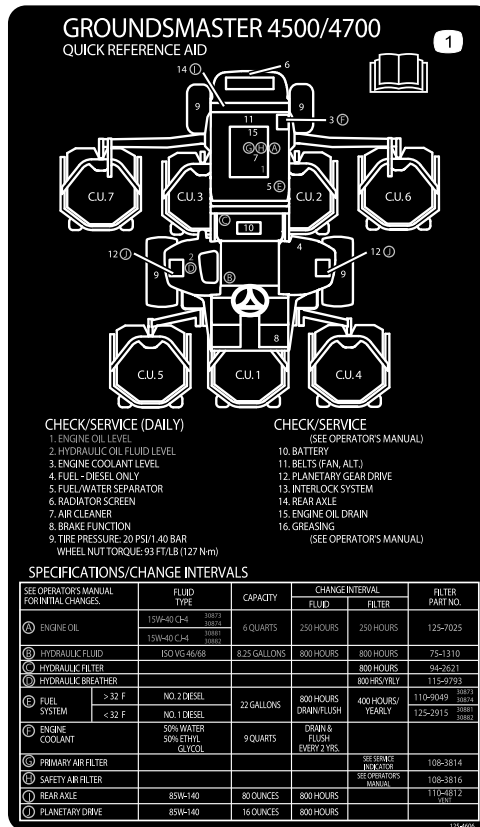 GROUNDSMASTER 4500/4700
QUICK REFERENCE AID
1
14 I
6
9
9
11
15
3 F
G H A
7
1
5 E
C.U. 7
C.U. 3
C.U. 2
C.U. 6
C
10
12 J
9
2
D
B
4
12 J
9
8
C.U. 5
C.U. 1
C.U. 4
CHECK/SERVICE (DAILY)
1. ENGINE OIL LEVEL
2. HYDRAULIC OIL FLUID LEVEL
3. ENGINE COOLANT LEVEL
4. FUEL - DIESEL ONLY
5. FUEL/WATER SEPARATOR
6. RADIATOR SCREEN
7. AIR CLEANER
8. BRAKE FUNCTION
9. TIRE PRESSURE: 20 PSI/1.40 BAR
WHEEL NUT TORQUE: 93 FT/LB (127 N·m)
CHECK/SERVICE
(SEE OPERATOR'S MANUAL)
10. BATTERY
11. BELTS (FAN, ALT.)
12. PLANETARY GEAR DRIVE
13. INTERLOCK SYSTEM
14. REAR AXLE
15. ENGINE OIL DRAIN
16. GREASING
(SEE OPERATOR'S MANUAL)
SPECIFICATIONS/CHANGE INTERVALS
SEE OPERATOR'S MANUAL FOR INITIAL CHANGES. FLUID TYPE CAPACITY CHANGE INTERVAL FLUID FILTER FILTER PART NO.
A ENGINE OIL 15W-40 CI-4 30873 30874 15W-40 CJ-4 30881 30882 6 QUARTS 250 HOURS 250 HOURS 125-7025
B HYDRAULIC FLUID ISO VG 46/68 8.25 GALLONS 800 HOURS 800 HOURS 75-1310
C HYDRAULIC FILTER 800 HOURS 94-2621
D HYDRAULIC BREATHER 800 HRS/YRLY 115-9793
E FUEL SYSTEM > 32 F NO. 2 DIESEL < 32 F NO. 1 DIESEL 22 GALLONS 800 HOURS DRAIN/FLUSH 400 HOURS/ YEARLY 110-9049 30873 30874 125-2915 30881 30882
F ENGINE COOLANT 50% WATER 50% ETHYL GLYCOL 9 QUARTS DRAIN & FLUSH EVERY 2 YRS.
G PRIMARY AIR FILTER SEE SERVICE INDICATOR 108-3814
H SAFETY AIR FILTER SEE OPERATOR'S MANUAL 108-3816
I REAR AXLE 85W-140 80 OUNCES 800 HOURS 110-4812 VENT
J PLANETARY DRIVE 85W-140 16 OUNCES 800 HOURS
125-4606